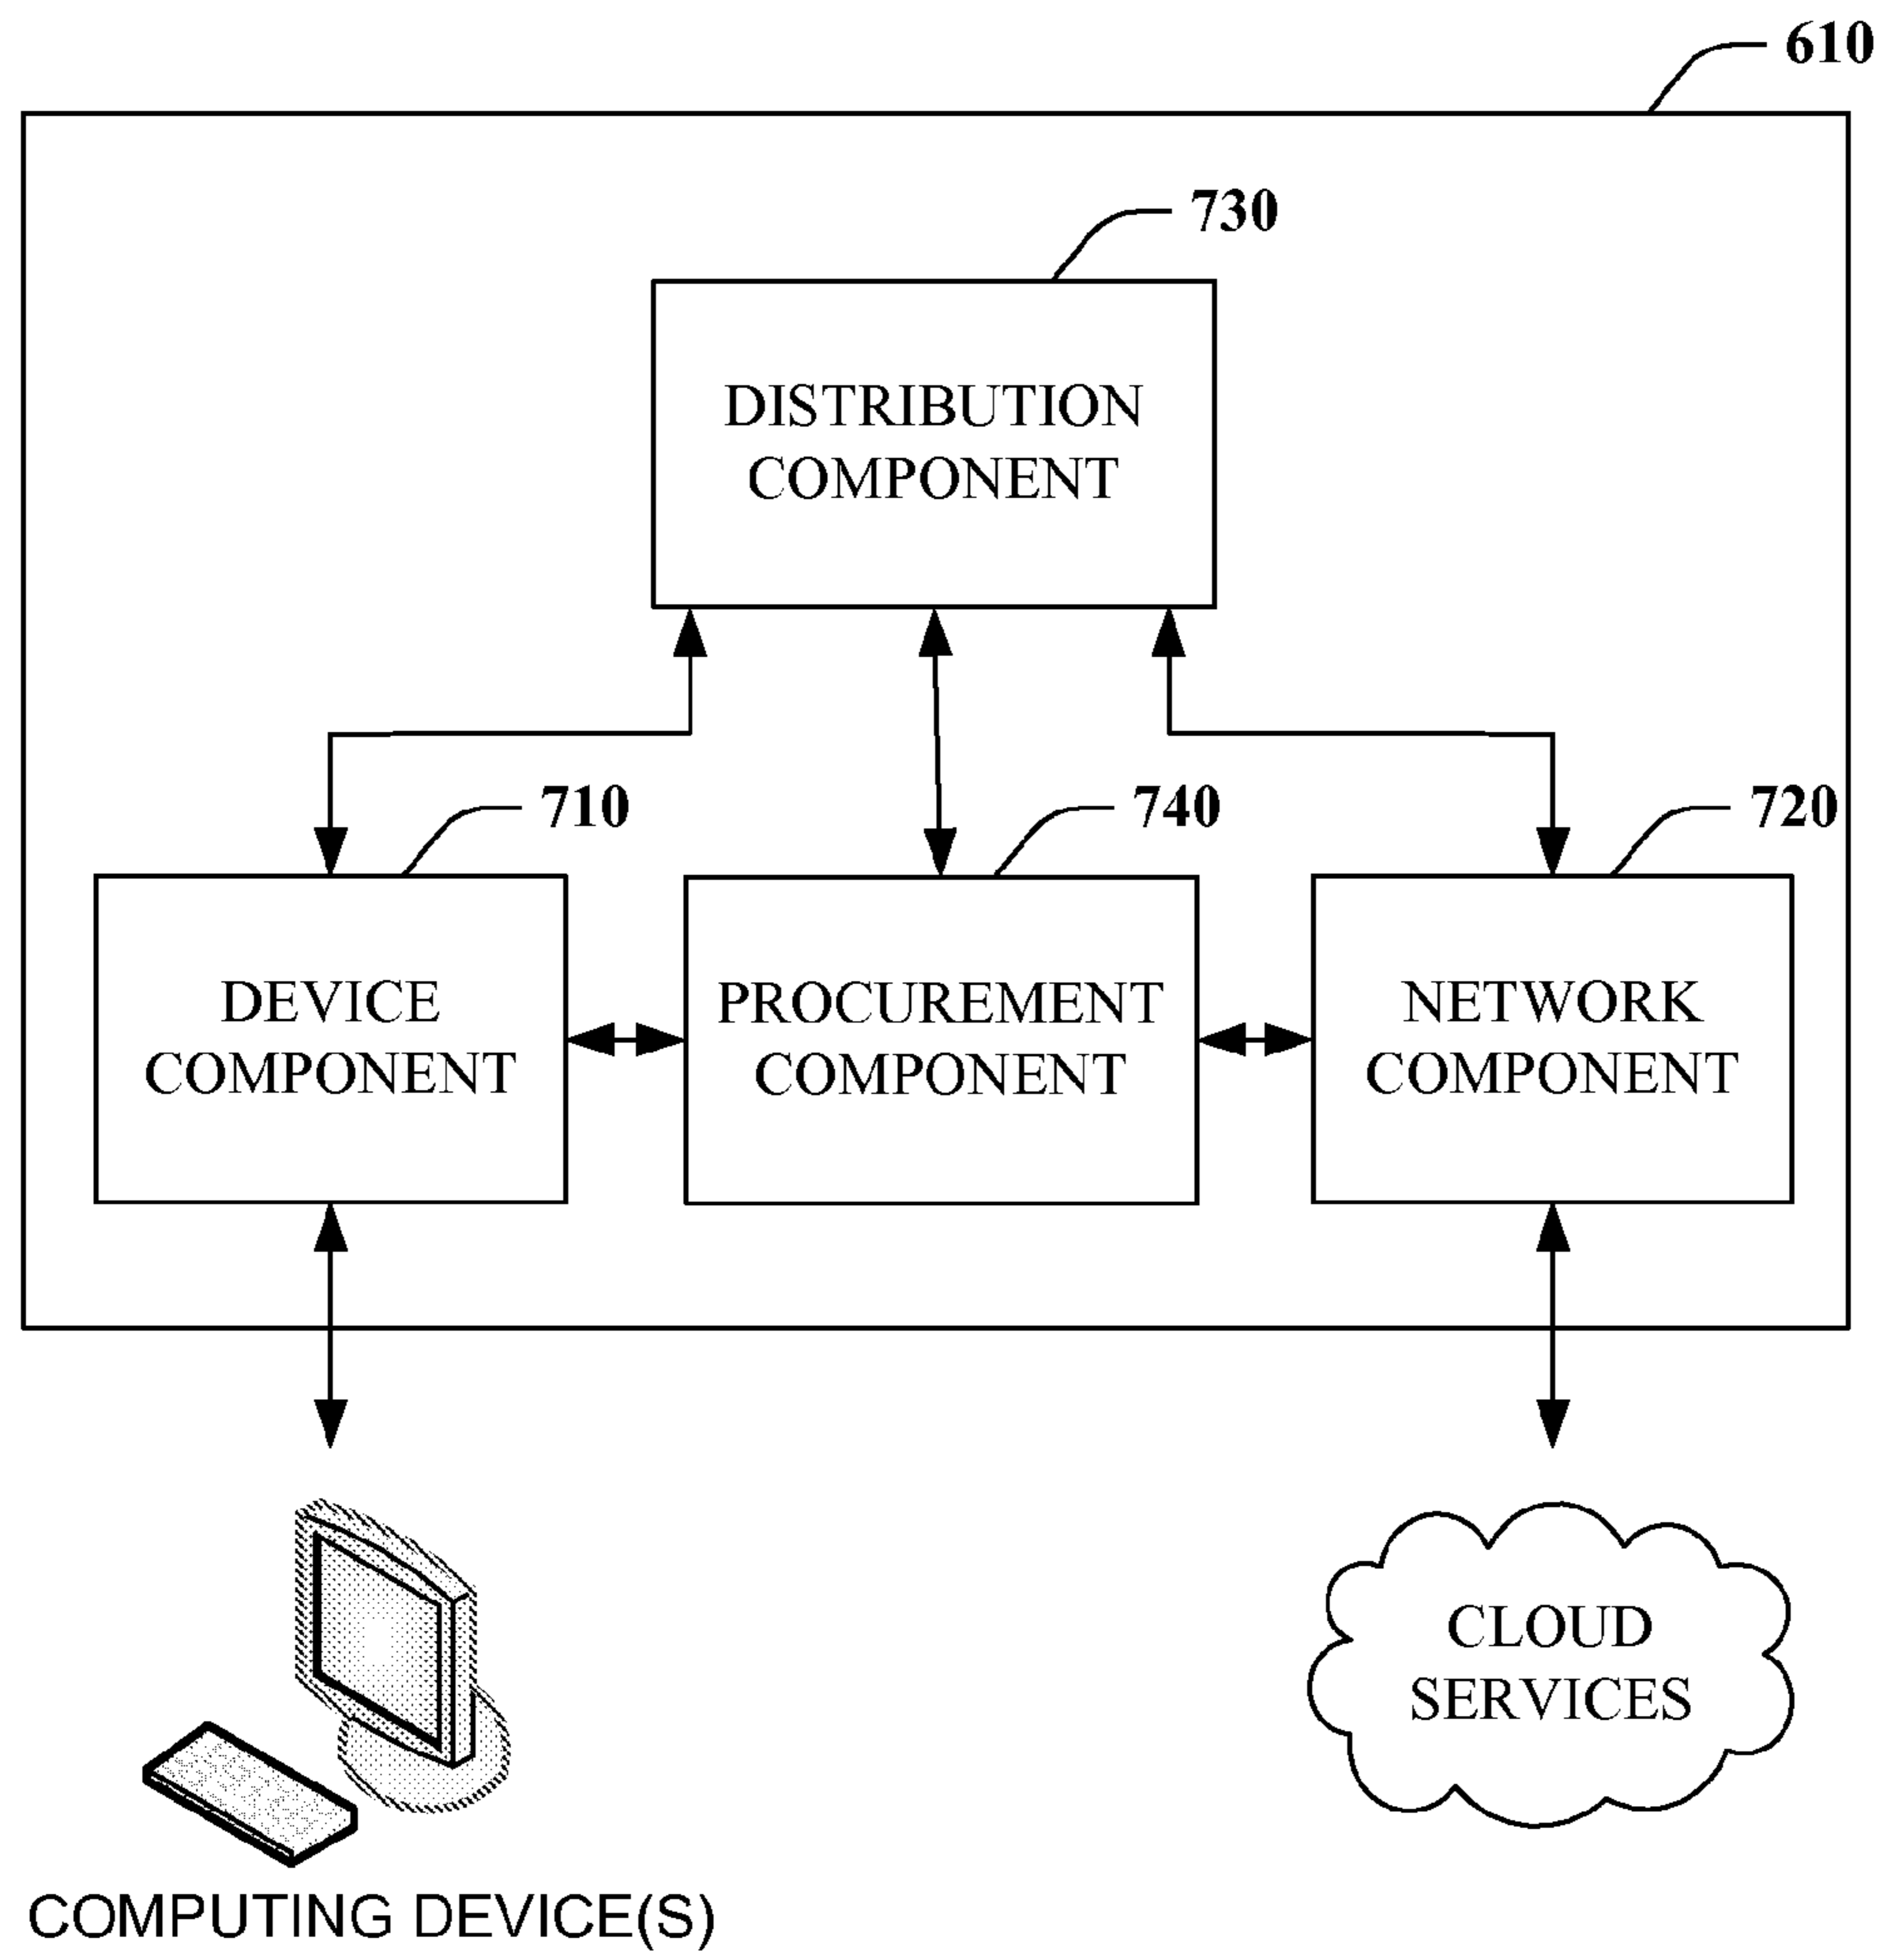 610
730
DISTRIBUTION
COMPONENT
710
740
720
DEVICE
COMPONENT
PROCUREMENT
COMPONENT
NETWORK
COMPONENT
CLOUD
SERVICES
COMPUTING DEVICE(S)